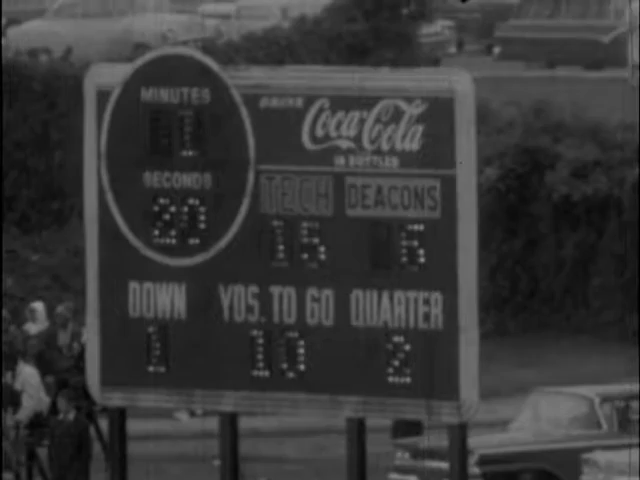 MINUTES
1
SECONDS
20
DRINK
Coca-Cola
IN BOTTLES
TECH DEACONS
15 6
DOWN YDS. TO GO QUARTER
1 10 2